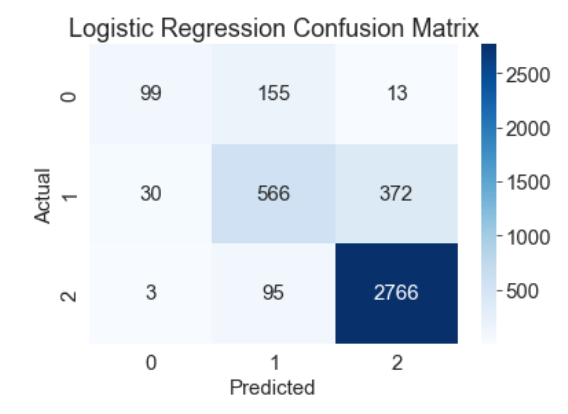 Logistic Regression Confusion Matrix
0 99 155 13
1 30 566 372
2 3 95 2766
0 1 2
Actual
Predicted
2500
2000
1500
1000
500